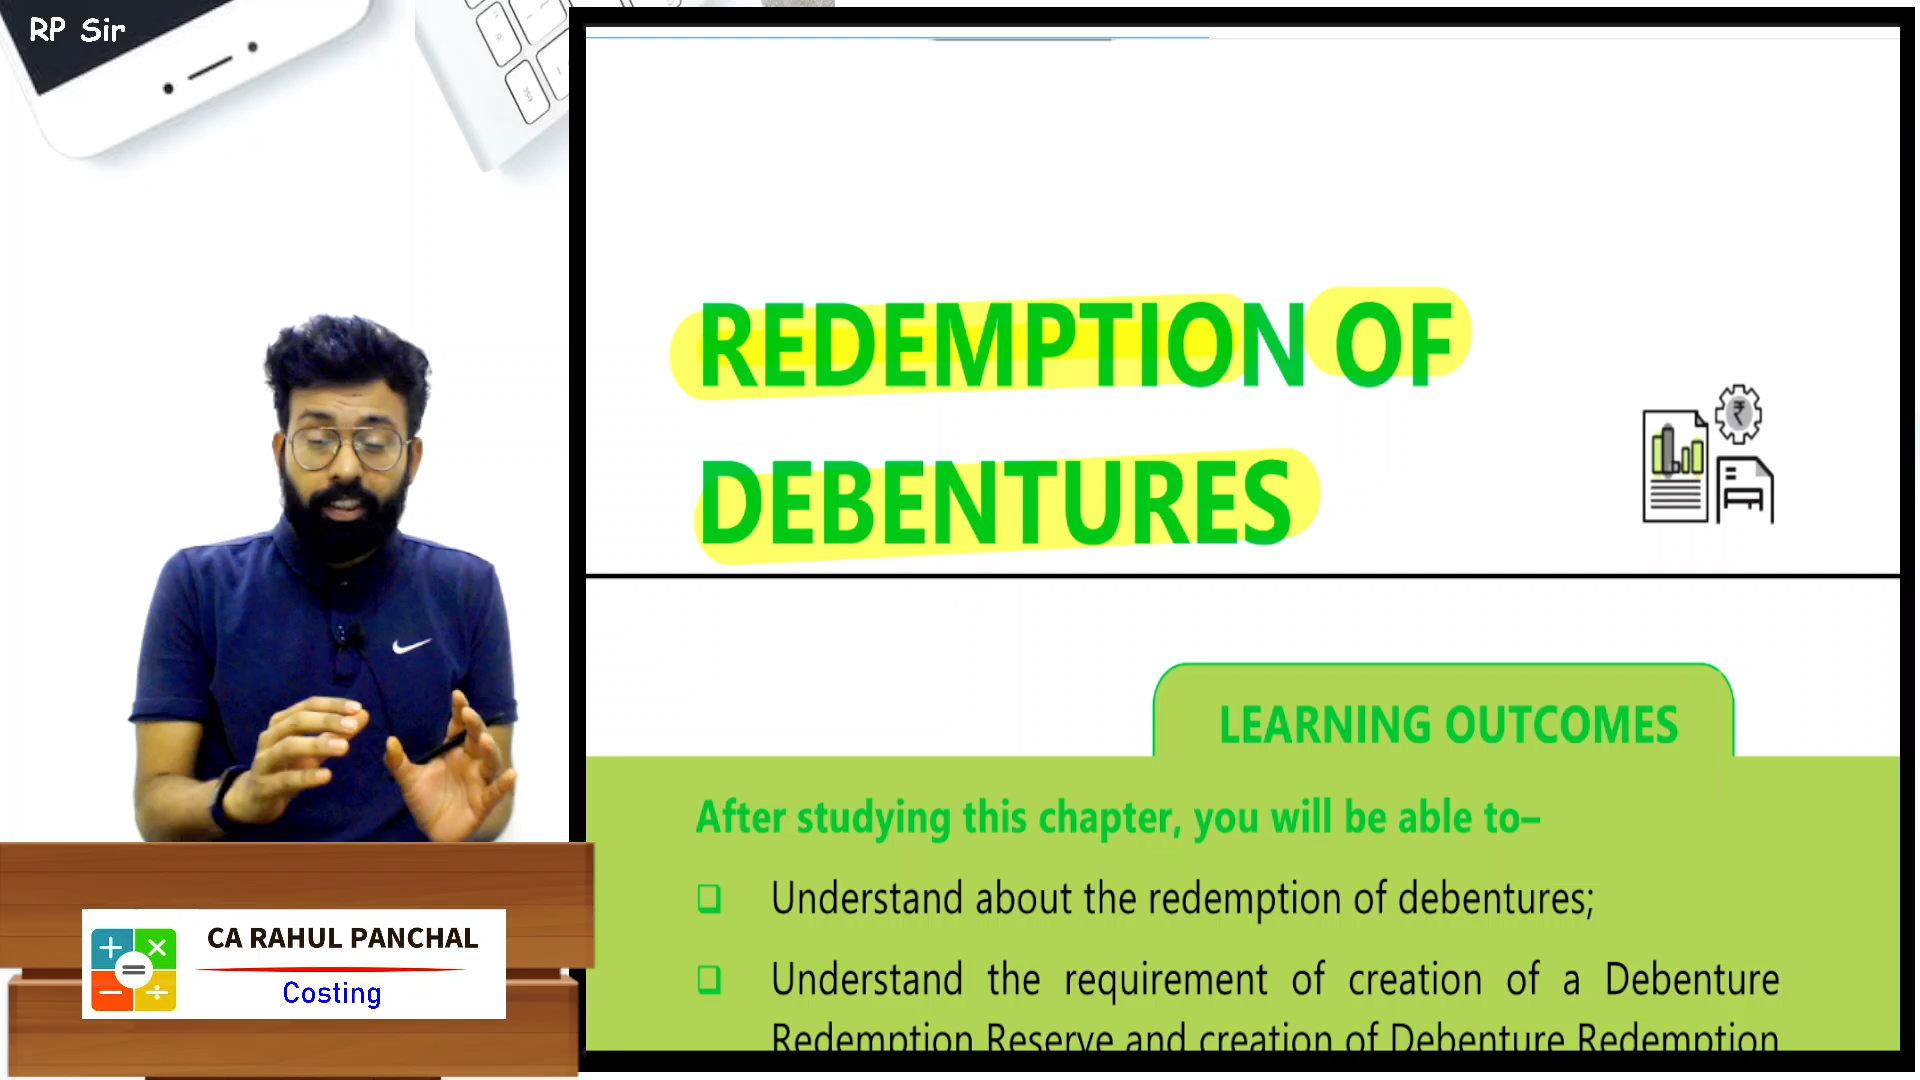 RP Sir
REDEMPTION OF
DEBENTURES
LEARNING OUTCOMES
After studying this chapter, you will be able to–
Understand about the redemption of debentures;
Understand the requirement of creation of a Debenture
Redemption Reserve and creation of Debenture Redemption
CA RAHUL PANCHAL
Costing